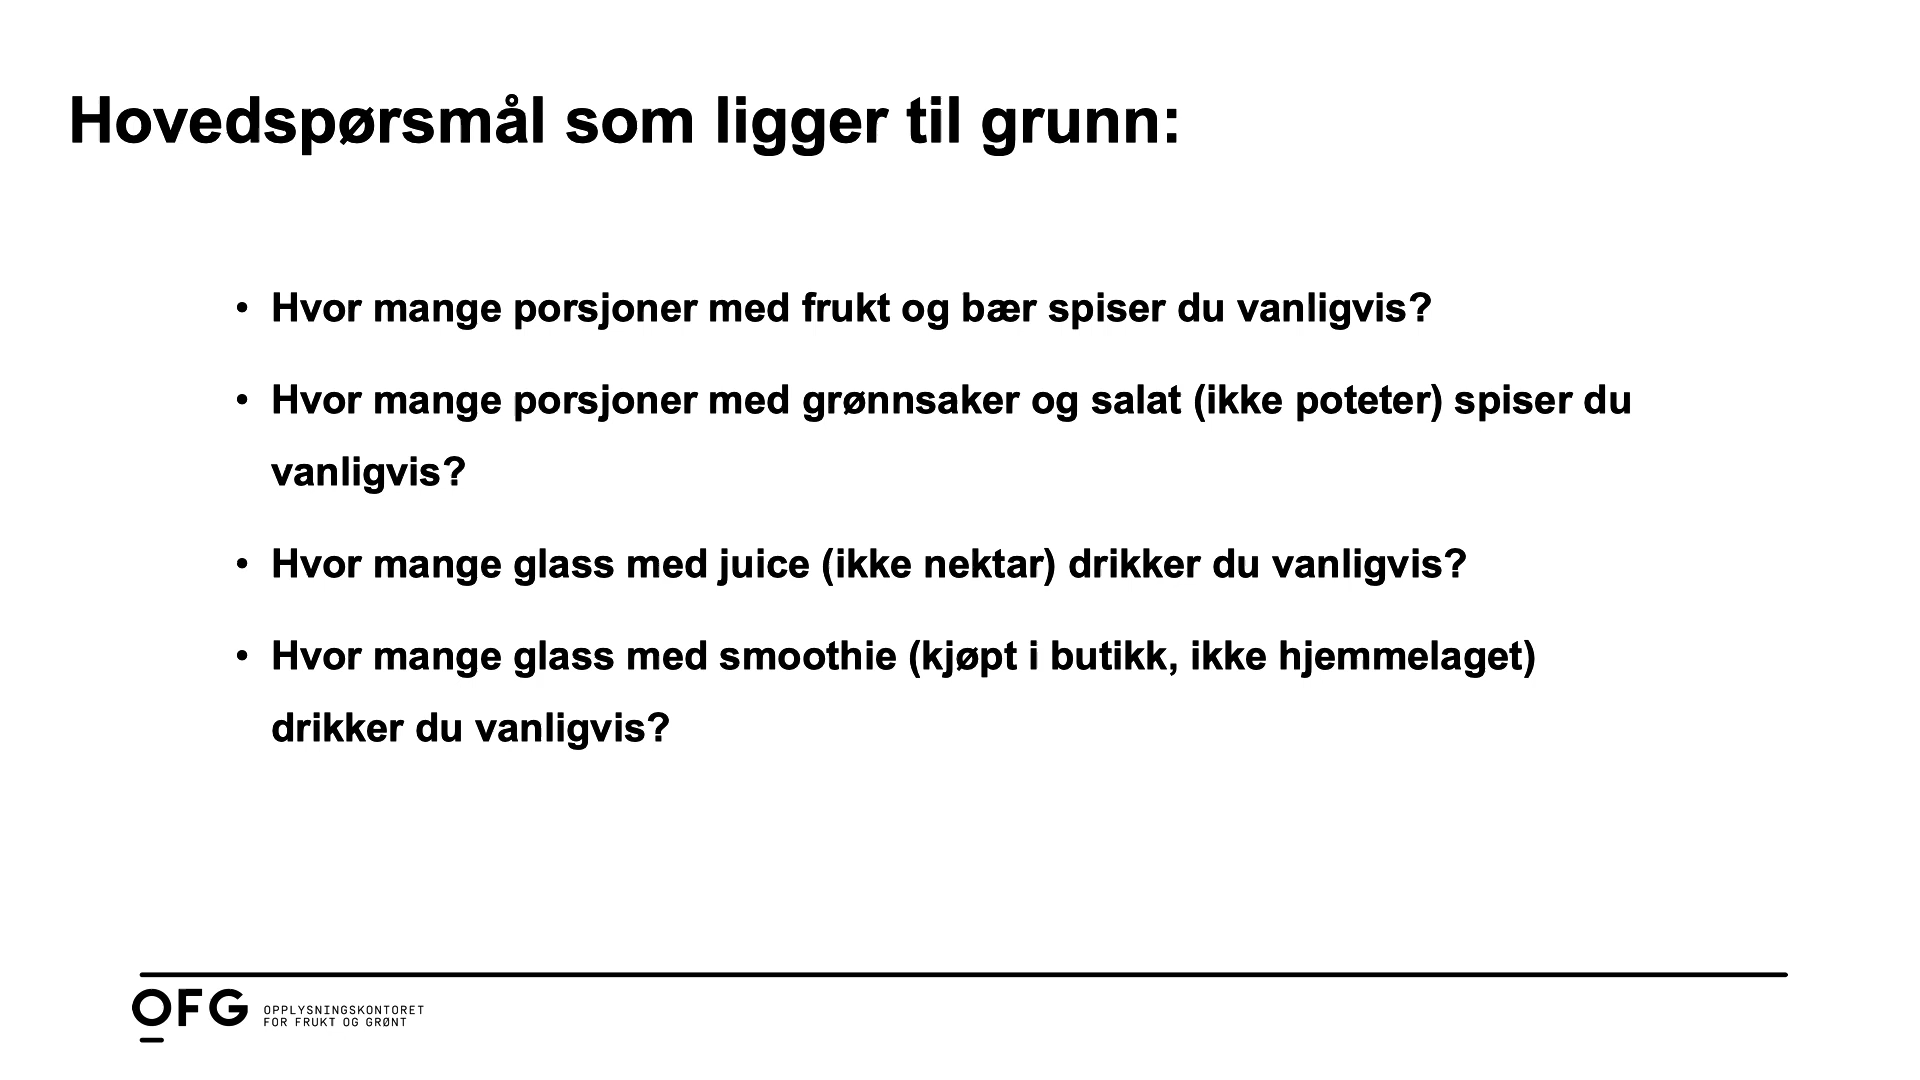 Hovedspørsmål som ligger til grunn:
• Hvor mange porsjoner med frukt og bær spiser du vanligvis?
• Hvor mange porsjoner med grønnsaker og salat (ikke poteter) spiser du
vanligvis?
• Hvor mange glass med juice (ikke nektar) drikker du vanligvis?
• Hvor mange glass med smoothie (kjøpt i butikk, ikke hjemmelaget)
drikker du vanligvis?
OFG
OPPLYSNINGSKONTORET
FOR FRUKT OG GRØNT